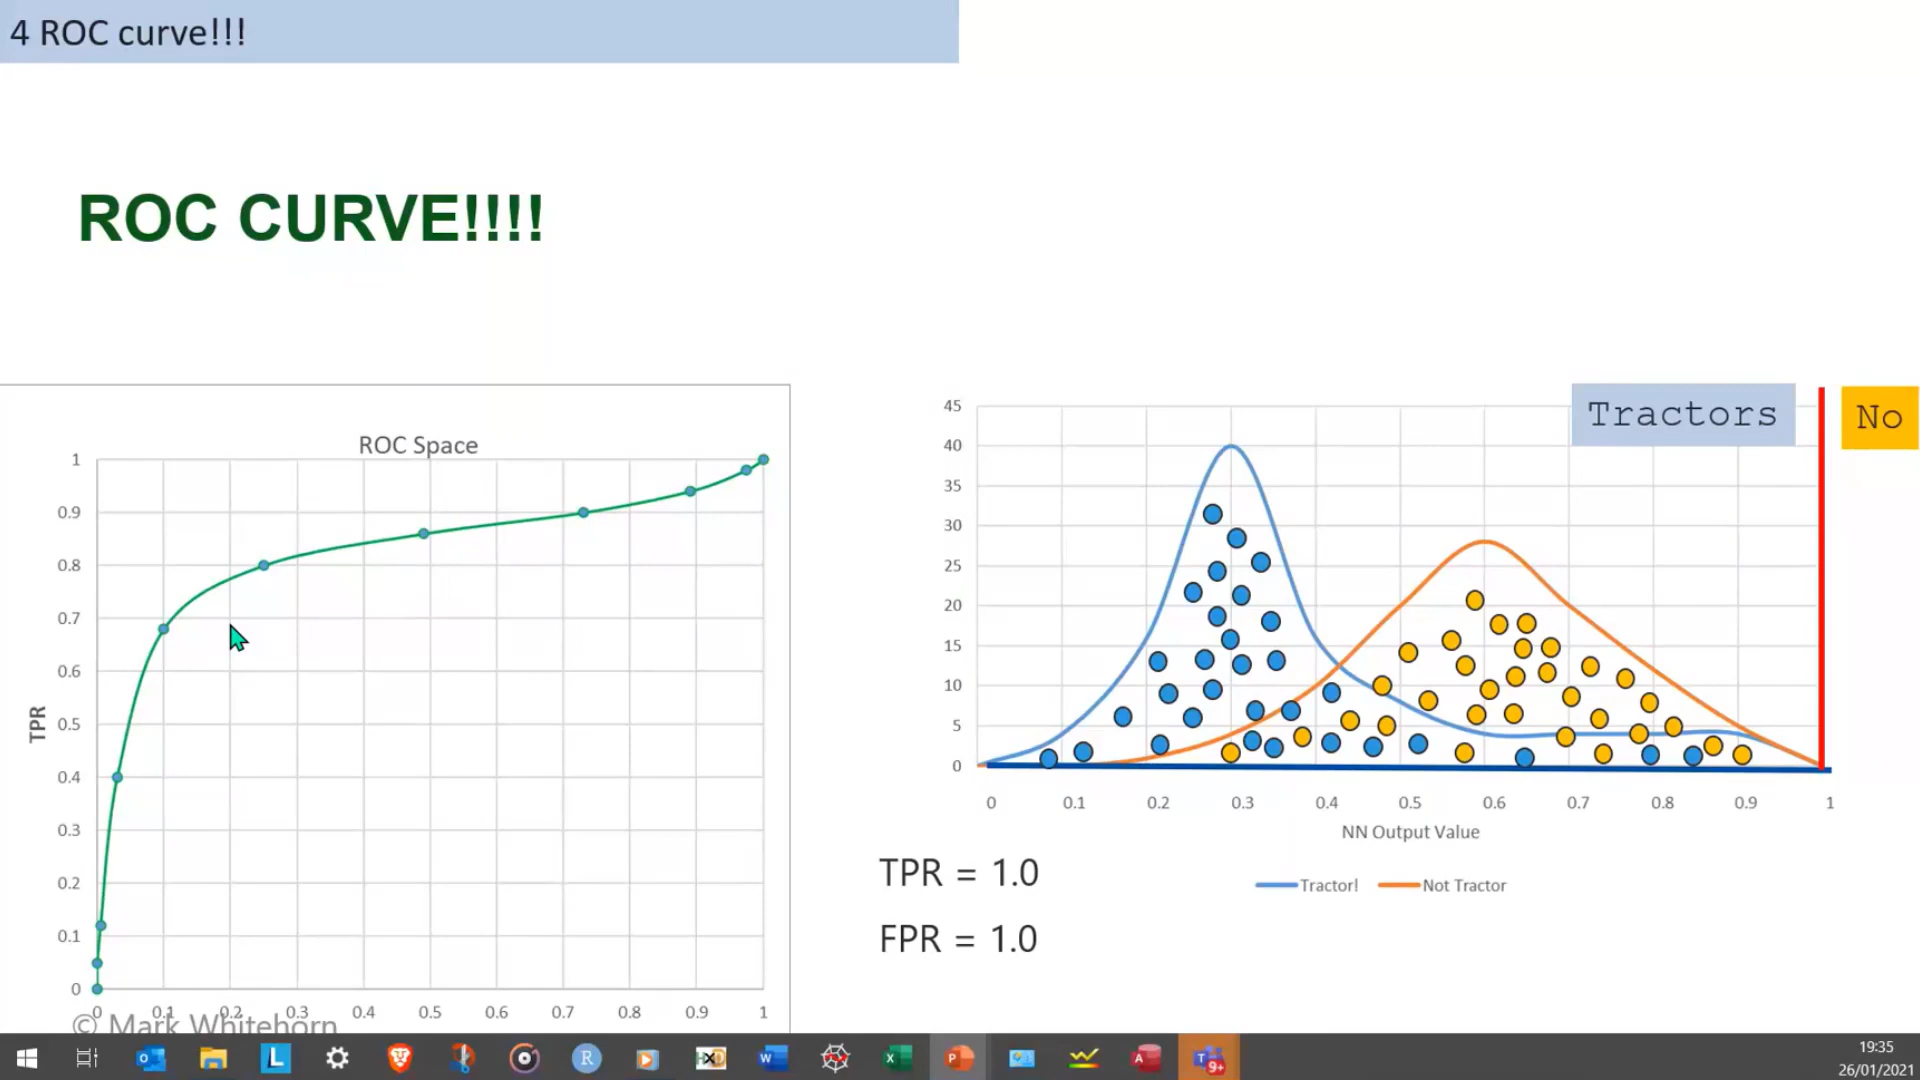 4 ROC curve!!!
ROC CURVE!!!!
ROC Space
1
0.9
0.8
0.7
0.6
0.5
0.4
0.3
0.2
0.1
0
TPR
0 0.1 0.2 0.3 0.4 0.5 0.6 0.7 0.8 0.9 1
© Mark Whitehorn
Tractors
No
45
40
35
30
25
20
15
10
5
0
0 0.1 0.2 0.3 0.4 0.5 0.6 0.7 0.8 0.9 1
NN Output Value
Tractor! Not Tractor
TPR = 1.0
FPR = 1.0
19:35
26/01/2021
9+